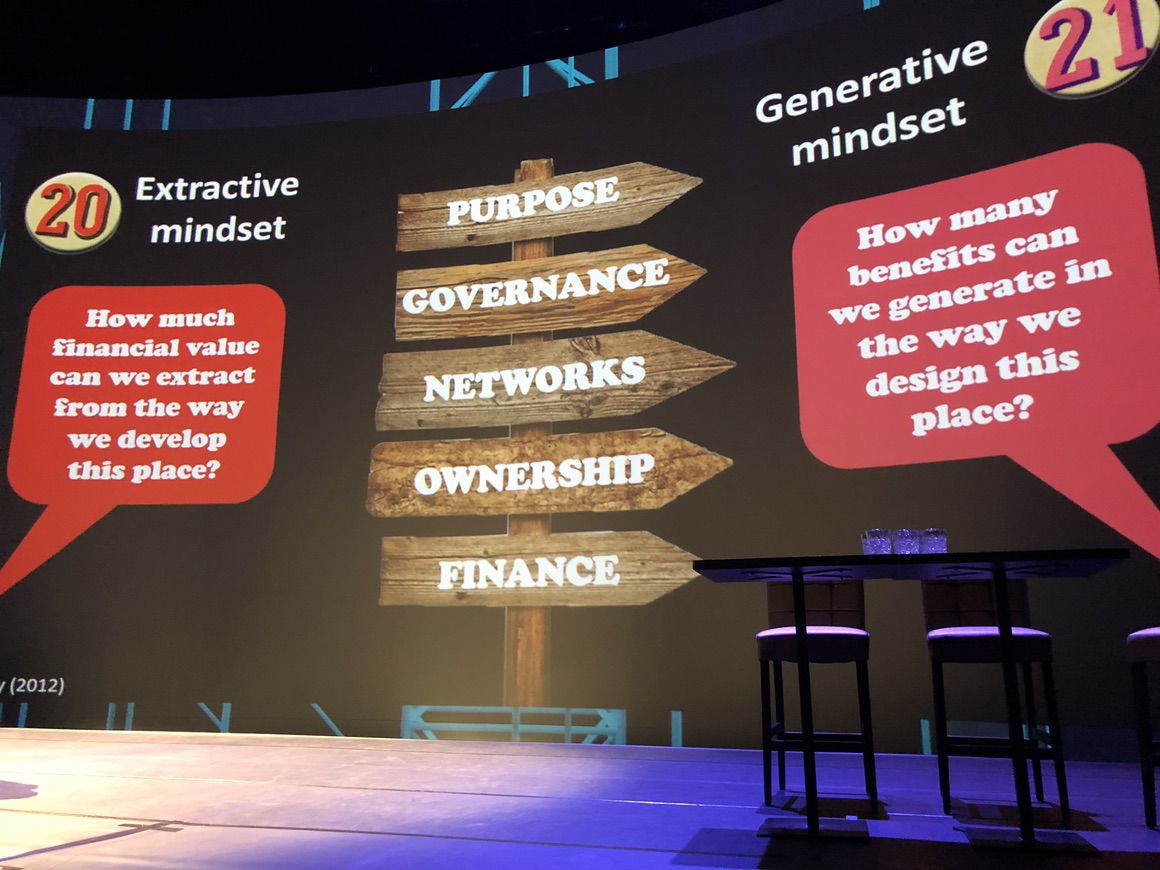 20
Extractive
mindset
How much
financial value
can we extract
from the way
we develop
this place?
PURPOSE
GOVERNANCE
NETWORKS
OWNERSHIP
FINANCE
Generative
mindset
21
How many
benefits can
we generate in
the way we
design this
place?
(2012)